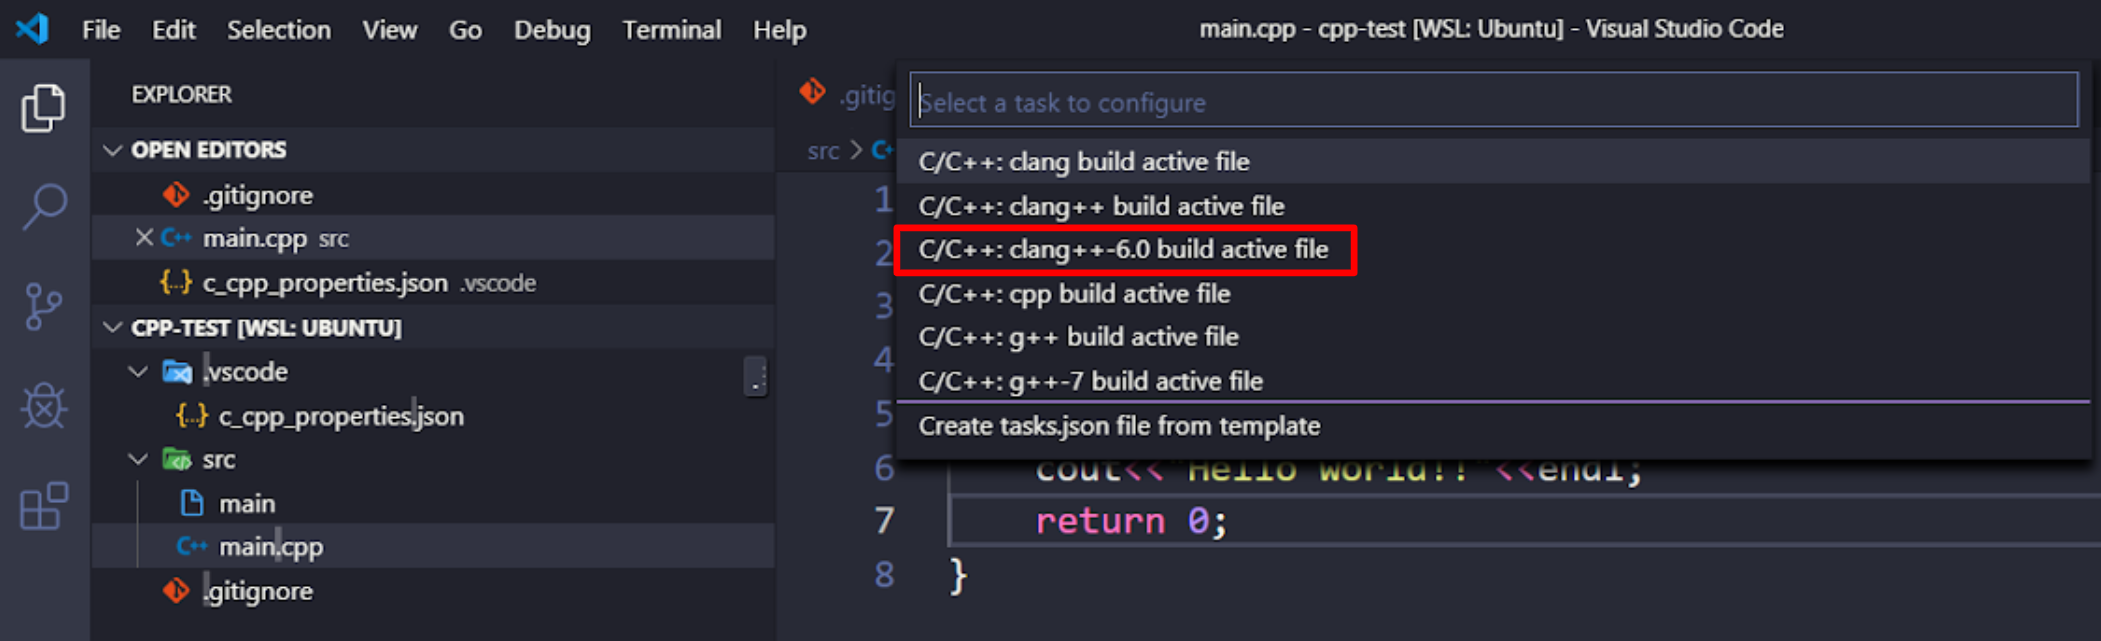 File Edit Selection View Go Debug Terminal Help main.cpp - cpp-test [WSL: Ubuntu] - Visual Studio Code
EXPLORER
OPEN EDITORS
.gitignore
main.cpp src
{..} c_cpp_properties.json .vscode
CPP-TEST [WSL: UBUNTU]
.vscode
{..} c_cpp_properties.json
src
main
C++ main.cpp
.gitignore
.gitig
src > C+
Select a task to configure
C/C++: clang build active file
C/C++: clang++ build active file
C/C++: clang++-6.0 build active file
C/C++: cpp build active file
C/C++: g++ build active file
C/C++: g++-7 build active file
Create tasks.json file from template
1
2
3
4
5
6 cout<<"Hello World!!"<<endl;
7 return 0;
8 }